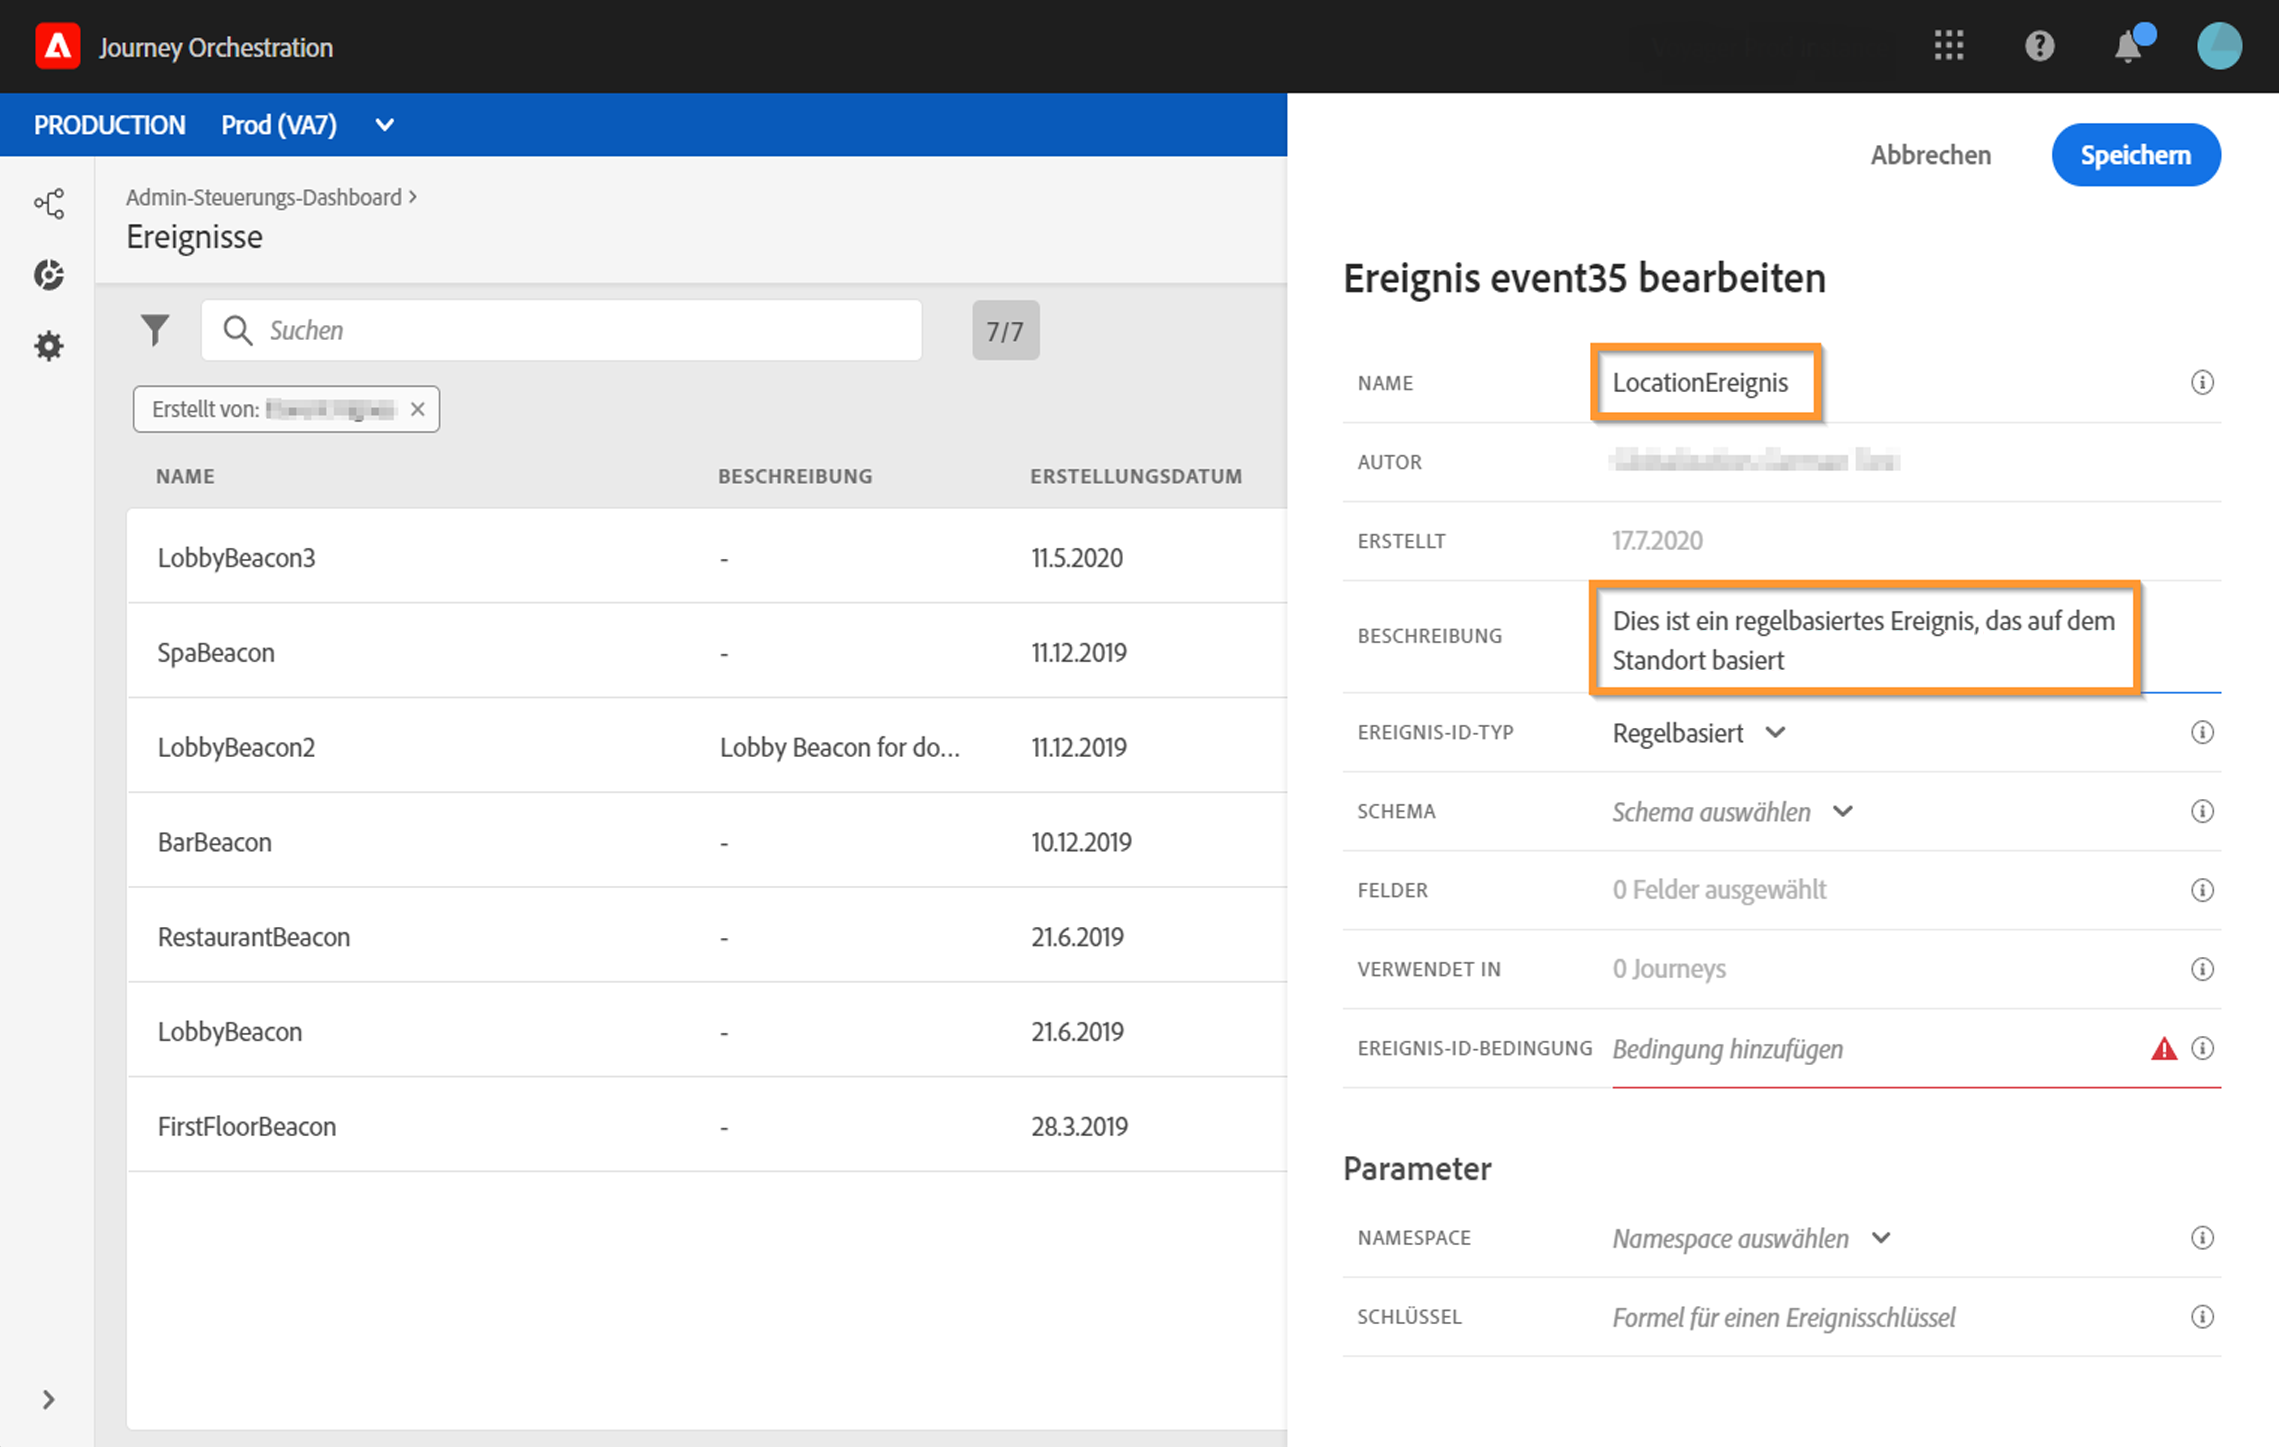 Journey Orchestration
PRODUCTION Prod (VA7)
Admin-Steuerungs-Dashboard
Ereignisse
Suchen
7/7
Erstellt von:
NAME BESCHREIBUNG ERSTELLUNGSDATUM
LobbyBeacon3 - 11.5.2020
SpaBeacon - 11.12.2019
LobbyBeacon2 Lobby Beacon for do... 11.12.2019
BarBeacon - 10.12.2019
RestaurantBeacon - 21.6.2019
LobbyBeacon - 21.6.2019
FirstFloorBeacon - 28.3.2019
Abbrechen Speichern
Ereignis event35 bearbeiten
NAME LocationEreignis
AUTOR
ERSTELLT 17.7.2020
BESCHREIBUNG Dies ist ein regelbasiertes Ereignis, das auf dem
Standort basiert
EREIGNIS-ID-TYP Regelbasiert
SCHEMA Schema auswählen
FELDER 0 Felder ausgewählt
VERWENDET IN 0 Journeys
EREIGNIS-ID-BEDINGUNG Bedingung hinzufügen
Parameter
NAMESPACE Namespace auswählen
SCHLÜSSEL Formel für einen Ereignisschlüssel